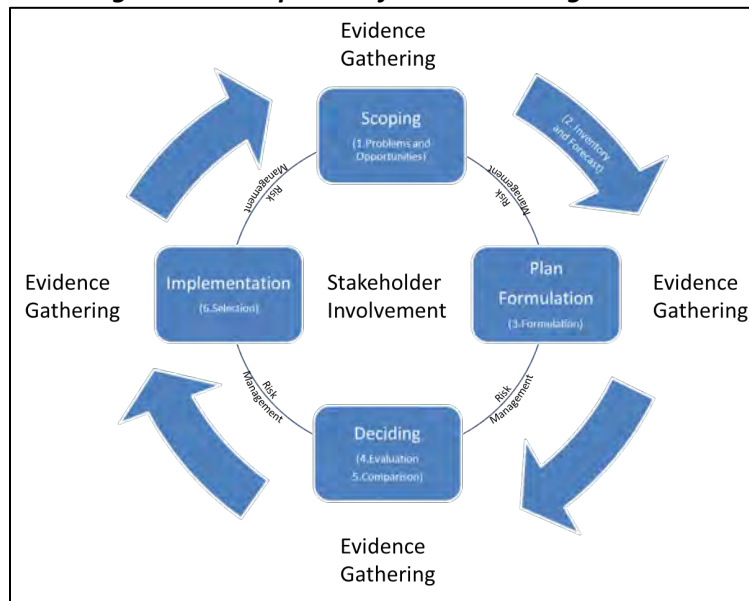 Evidence
Gathering
Scoping
(1.Problems and
Opportunities)
(2. Inventory
and Forecast)
Risk
Management
Risk
Management
Implementation
(6.Selection)
Stakeholder
Involvement
Plan
Formulation
(3.Formulation)
Evidence
Gathering
Evidence
Gathering
Risk
Management
Risk
Management
Deciding
(4.Evaluation
5.Comparison)
Evidence
Gathering